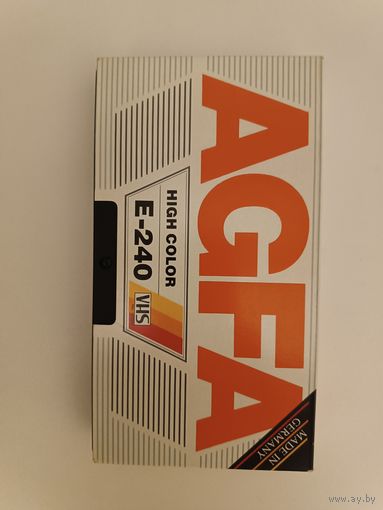 AGFA
HIGH COLOR
E-240
VHS
MADE IN
GERMANY
www.ay.by